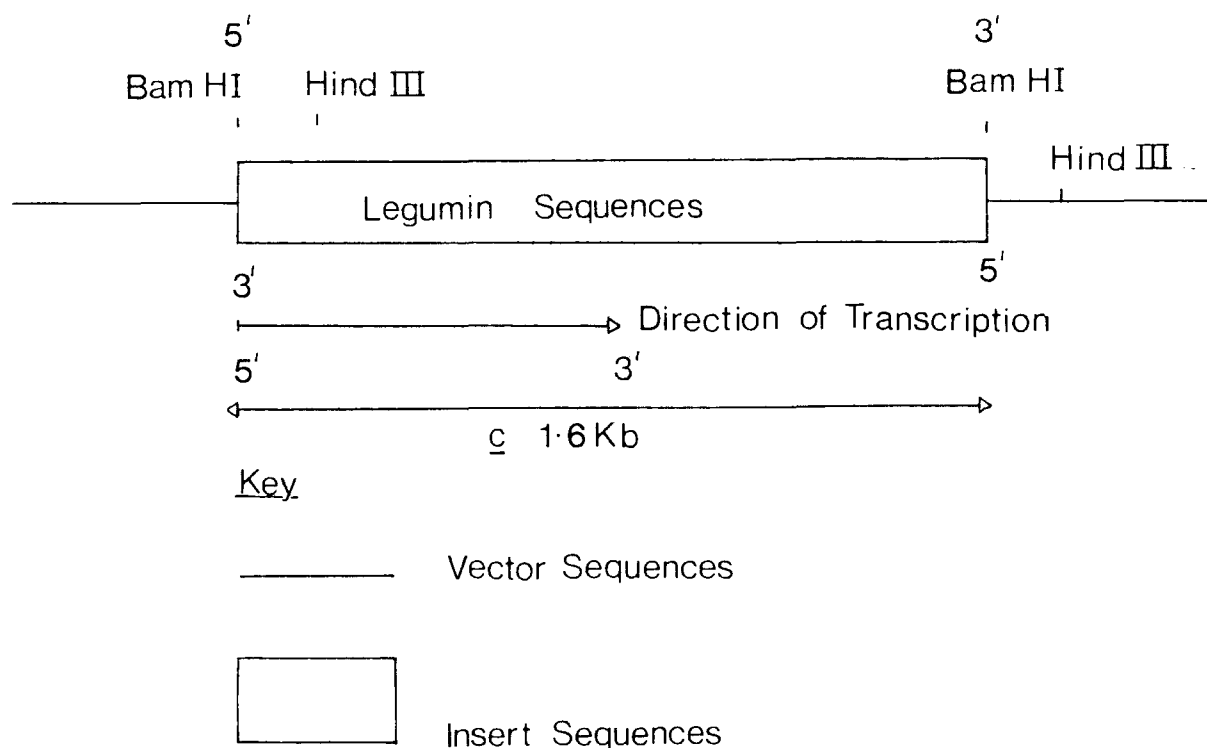 5' 3'
Bam HI Hind III Bam HI
Hind III
Legumin Sequences
3' 5'
Direction of Transcription
5' 3'
c 1·6 Kb
Key
Vector Sequences
Insert Sequences